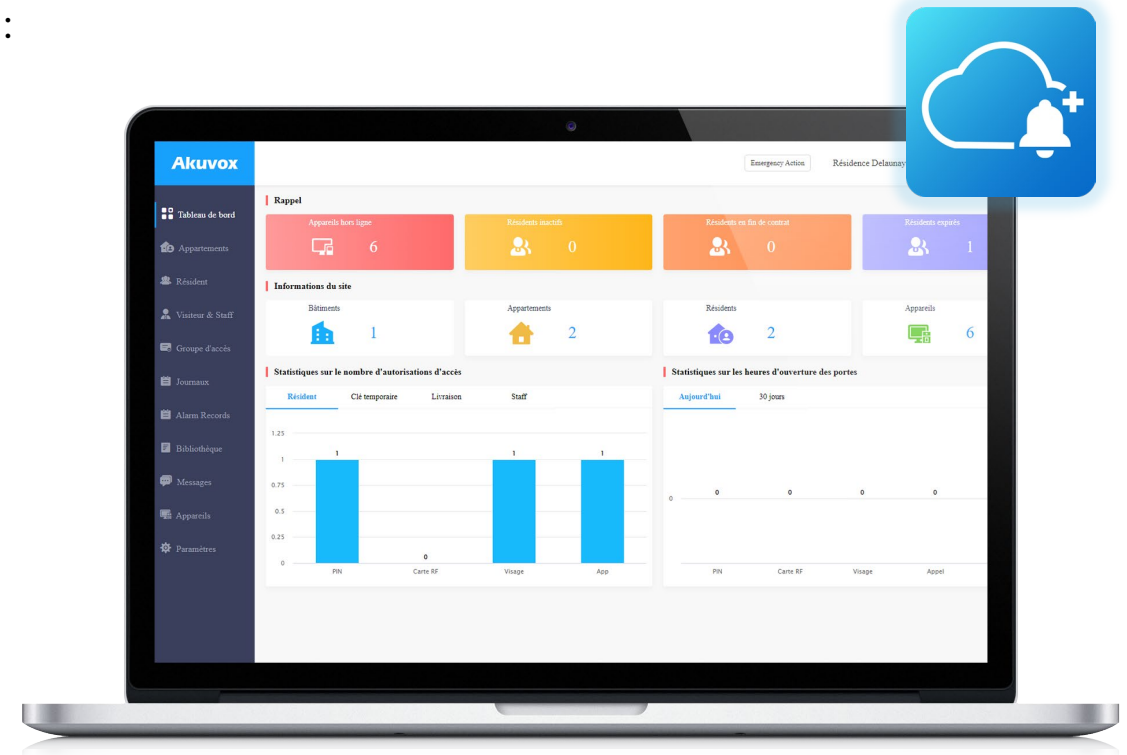 :
Akuvox
Emergency Action Résidence Delaunay
Tableau de bord
Appartements
Résident
Visiteur & Staff
Groupe d'accès
Journaux
Alarm Records
Bibliothèque
Messages
Appareils
Paramètres
Rappel
Appareils hors ligne
6
Résidents inactifs
0
Résidents en fin de contrat
0
Résidents expirés
1
Informations du site
Bâtiments
1
Appartements
2
Résidents
2
Appareils
6
Statistiques sur le nombre d'autorisations d'accès
Résident Clé temporaire Livraison Staff
1.25
1
0.75
0.5
0.25
0
1 0 1 1
PIN Carte RF Visage App
Statistiques sur les heures d'ouverture des portes
Aujourd'hui 30 jours
0
0 0 0 0
PIN Carte RF Visage Appel